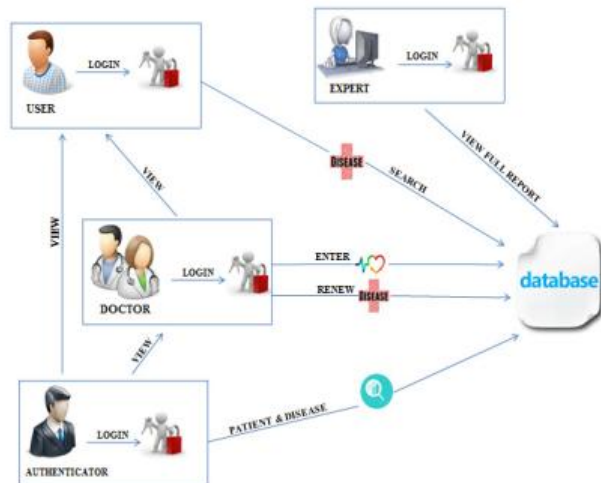 LOGIN
USER
LOGIN
EXPERT
VIEW FULL REPORT
DISEASE
SEARCH
VIEW
VIEW
LOGIN
DOCTOR
ENTER
RENEW
DISEASE
database
VIEW
PATIENT & DISEASE
LOGIN
AUTHENTICATOR